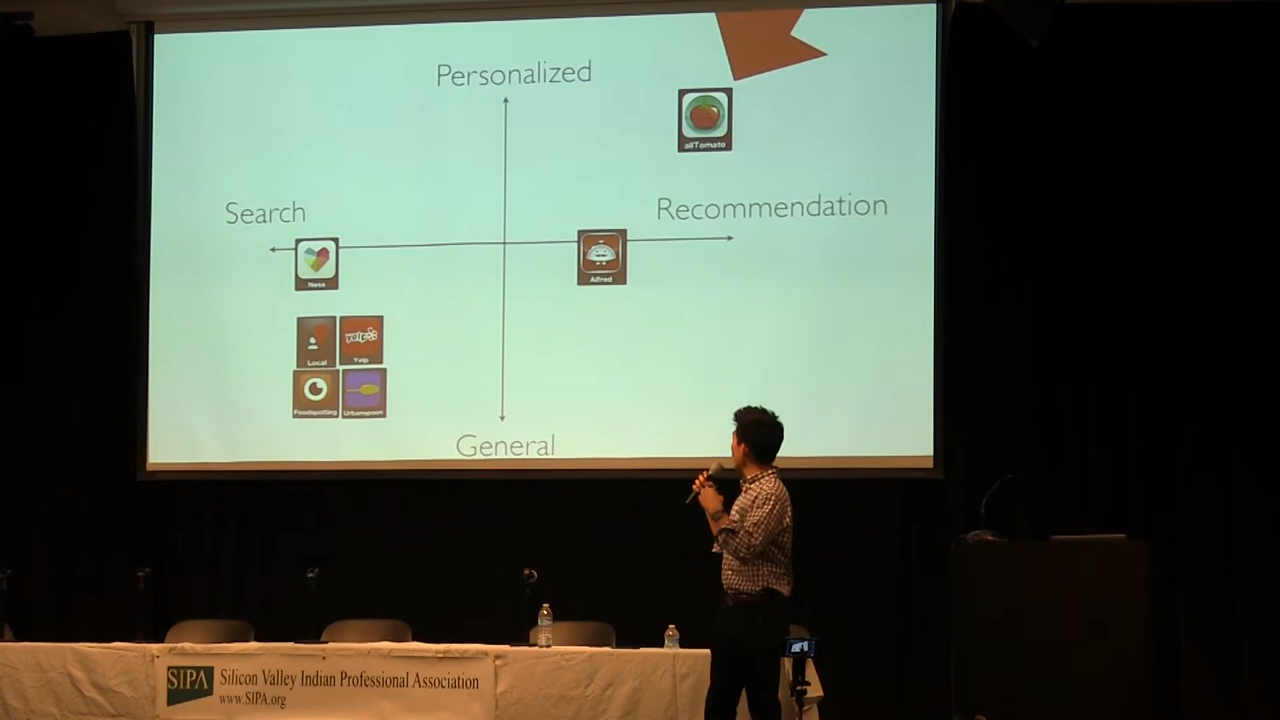 Personalized
allTomato
Search
Recommendation
Ness
Alfred
Local
yelp
Yelp
Foodspotting
Urbanspoon
General
SIPA
Silicon Valley Indian Professional Association
www.SIPA.org